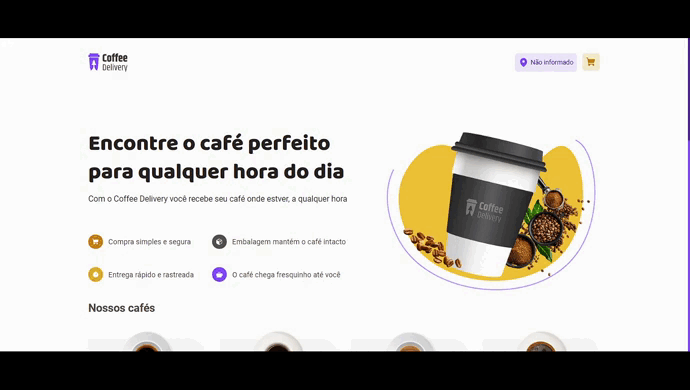 Coffee
Delivery
Não informado
Encontre o café perfeito
para qualquer hora do dia
Com o Coffee Delivery você recebe seu café onde estver, a qualquer hora
Coffee
Delivery
Compra simples e segura
Embalagem mantém o café intacto
Entrega rápido e rastreada
O café chega fresquinho até você
Nossos cafés